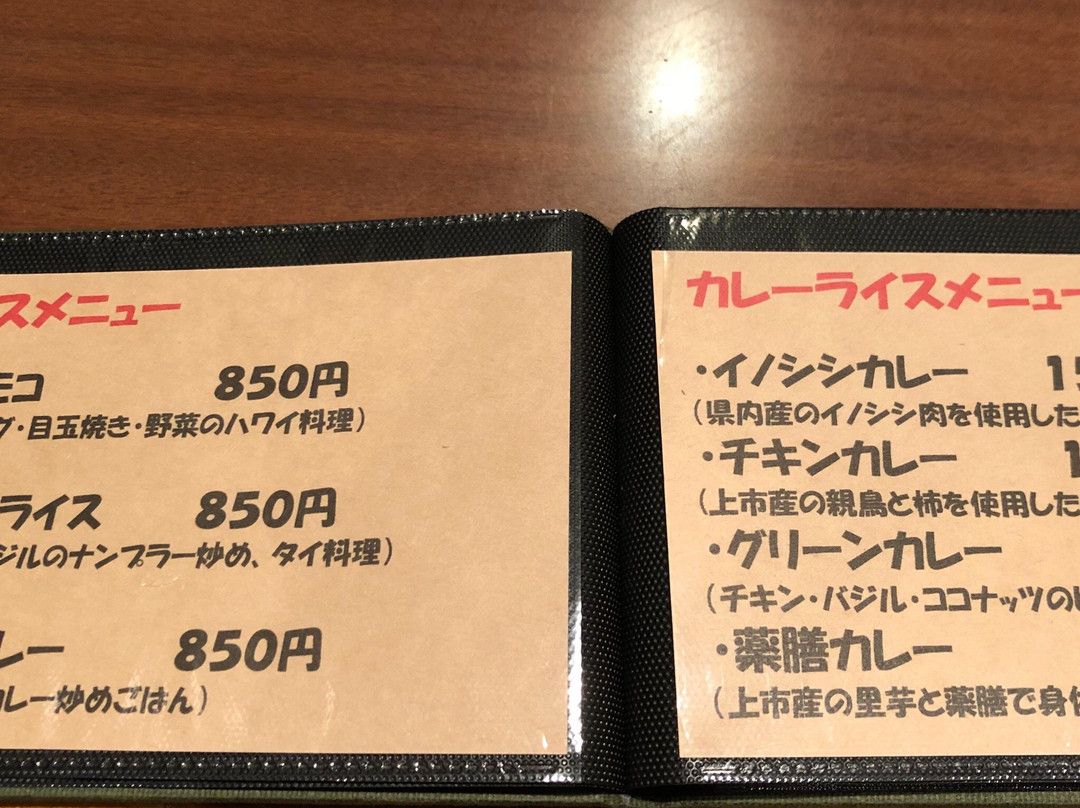 スメニュー
モコ 850円
グ・目玉焼き・野菜のハワイ料理)
ライス 850円
ジルのナンプラー炒め、タイ料理)
レー 850円
カレー炒めごはん)
カレーライスメニュー
・イノシシカレー 15
(県内産のイノシシ肉を使用した
・チキンカレー 1
(上市産の親鳥と柿を使用した
・グリーンカレー
(チキン・バジル・ココナッツの
・薬膳カレー
(上市産の里芋と薬膳で身体